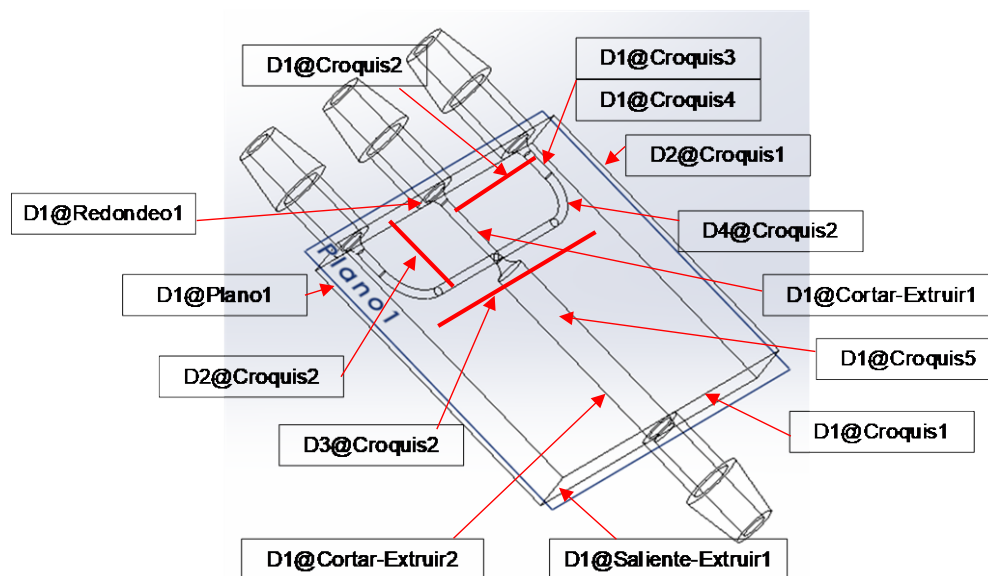 D1@Croquis2
D1@Croquis3
D1@Croquis4
D2@Croquis1
D1@Redondeo1
D4@Croquis2
Plano1
D1@Plano1
D1@Cortar-Extruir1
D1@Croquis5
D2@Croquis2
D1@Croquis1
D3@Croquis2
D1@Cortar-Extruir2
D1@Saliente-Extruir1